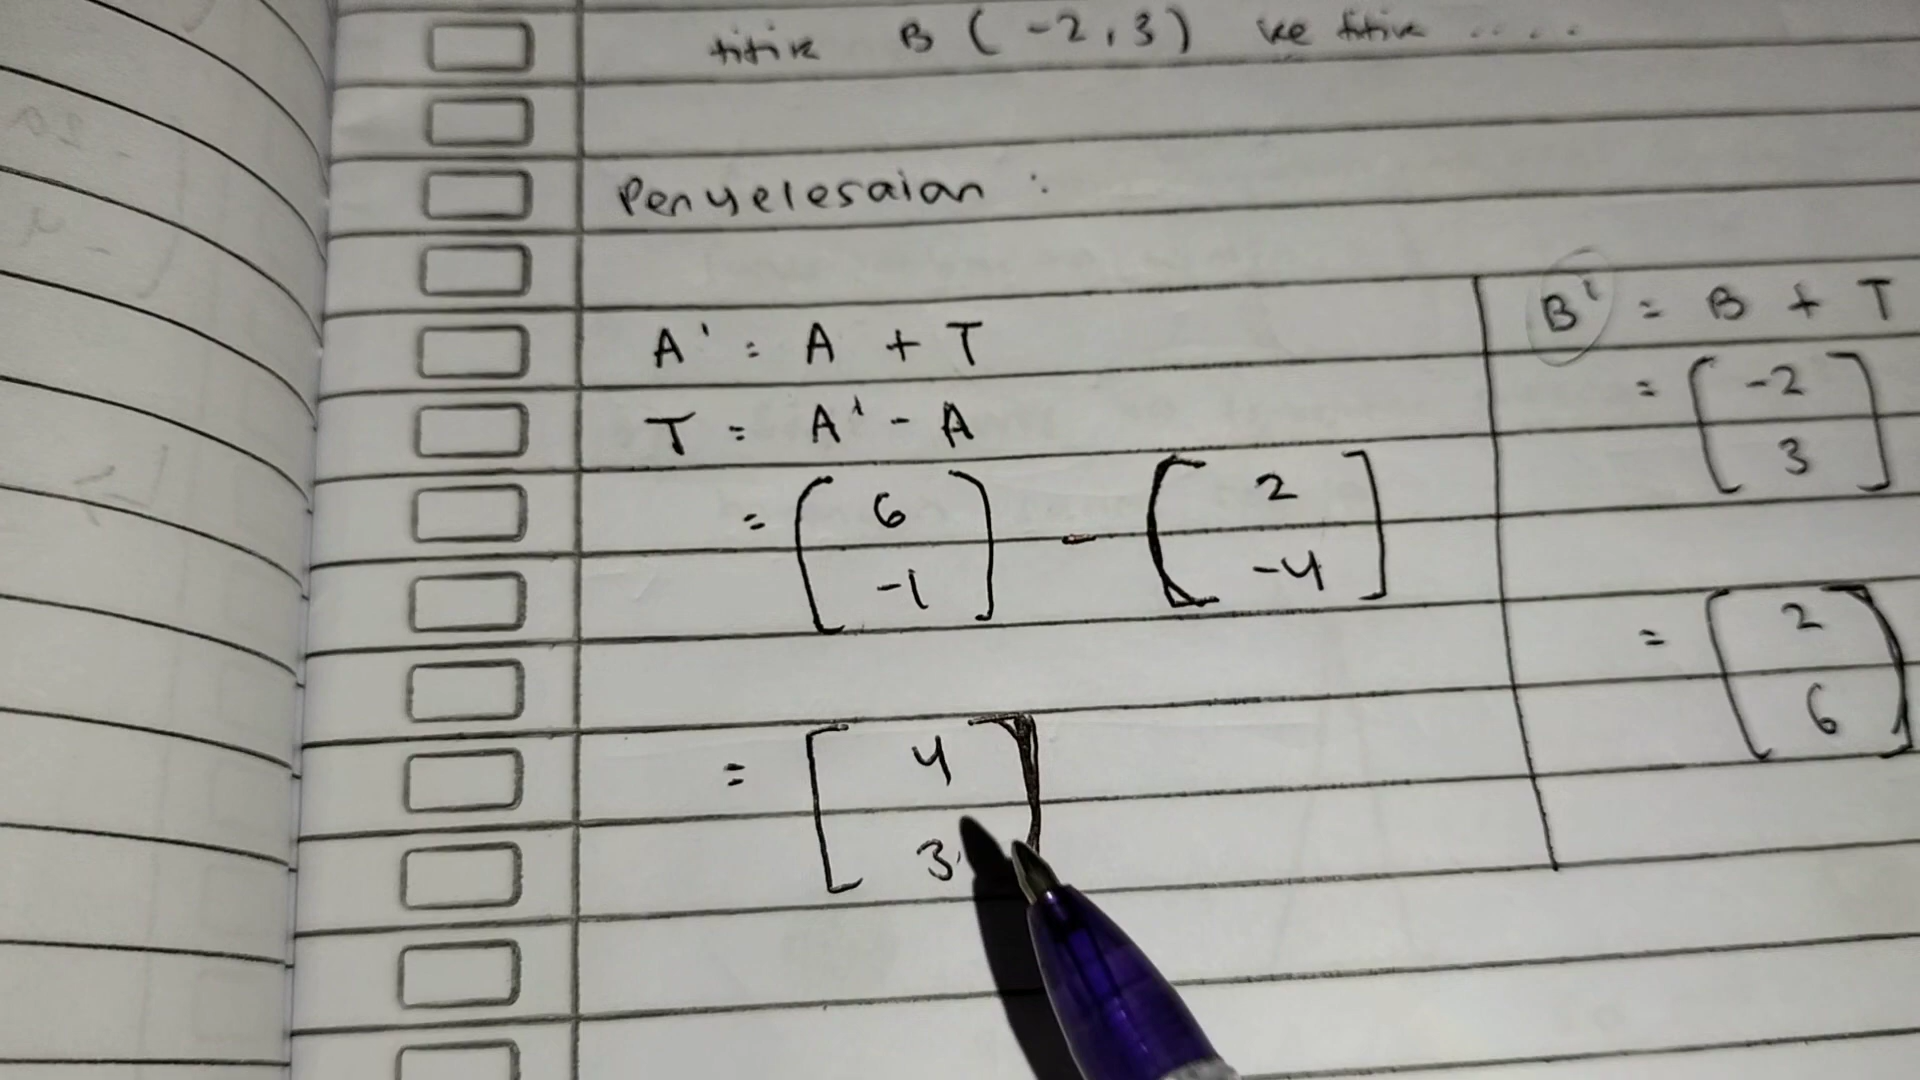 titik B (-2,3) ke titik ....
Penyelesaian :
A' = A + T
T = A' - A
= [ 6
-1 ] - [ 2
-4 ]
= [ 4
3 ]
B' = B + T
= [ -2
3 ]
= [ 2
6 ]